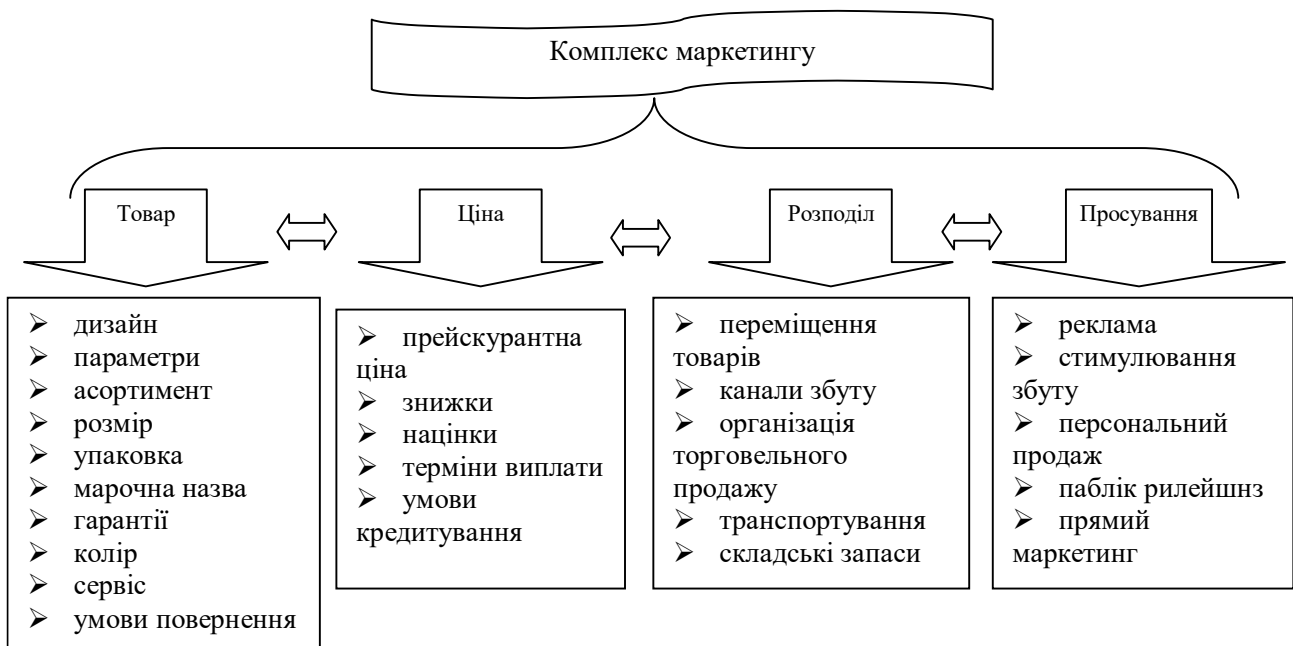 Комплекс маркетингу
Товар
Ціна
Розподіл
Просування
➢ дизайн
➢ параметри
➢ асортимент
➢ розмір
➢ упаковка
➢ марочна назва
➢ гарантії
➢ колір
➢ сервіс
➢ умови повернення
➢ прейскурантна
ціна
➢ знижки
➢ націнки
➢ терміни виплати
➢ умови
кредитування
➢ переміщення
товарів
➢ канали збуту
➢ організація
торговельного
продажу
➢ транспортування
➢ складські запаси
➢ реклама
➢ стимулювання
збуту
➢ персональний
продаж
➢ паблік рилейшнз
➢ прямий
маркетинг